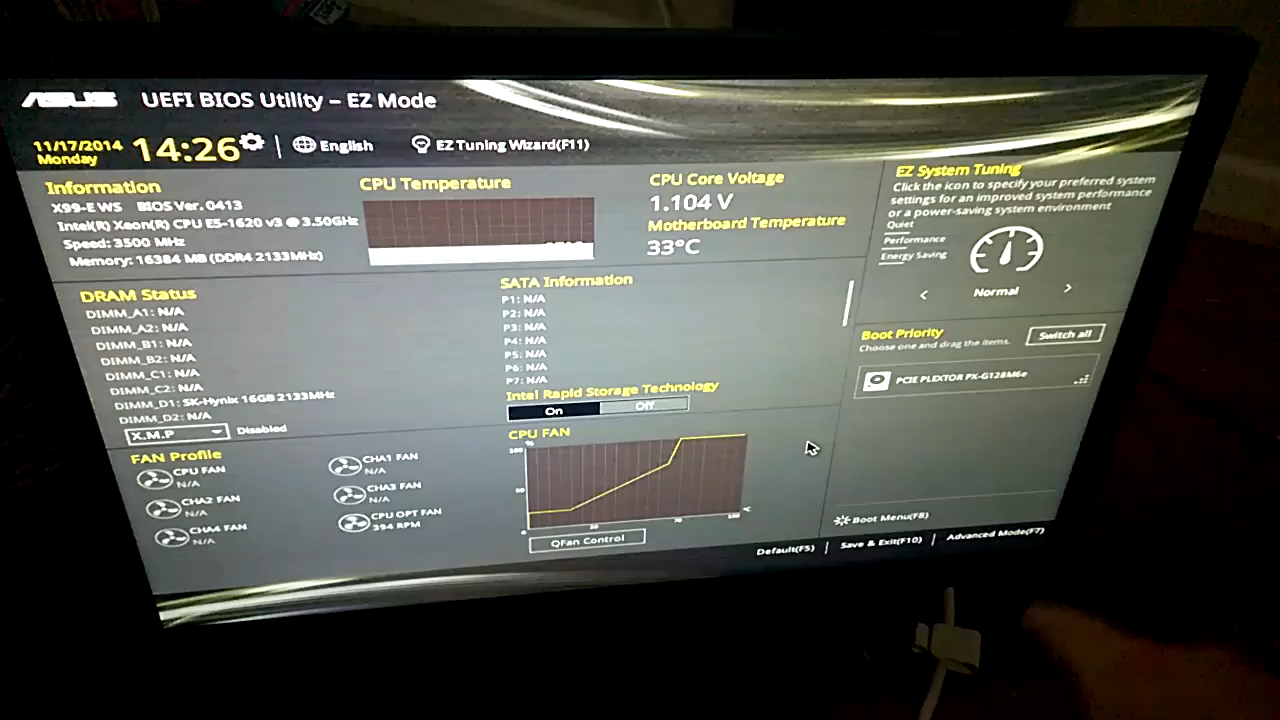 ASUS UEFI BIOS Utility – EZ Mode
11/17/2014 14:26 English EZ Tuning Wizard(F11)
Monday
Information
X99-E WS BIOS Ver. 0413
Intel(R) Xeon(R) CPU E5-1620 v3 @ 3.50GHz
Speed: 3500 MHz
Memory: 16384 MB (DDR4 2133MHz)
CPU Temperature
CPU Core Voltage
1.104 V
Motherboard Temperature
33°C
EZ System Tuning
Click the icon to specify your preferred system
settings for an improved system performance
or a power-saving system environment
Quiet
Performance
Energy Saving
< Normal >
DRAM Status
DIMM_A1: N/A
DIMM_A2: N/A
DIMM_B1: N/A
DIMM_B2: N/A
DIMM_C1: N/A
DIMM_C2: N/A
DIMM_D1: SK-Hynix 16GB 2133MHz
DIMM_D2: N/A
X.M.P Disabled
SATA Information
P1: N/A
P2: N/A
P3: N/A
P4: N/A
P5: N/A
P6: N/A
P7: N/A
Intel Rapid Storage Technology
On Off
Boot Priority
Choose one and drag the items.
Switch all
PCIE PLEXTOR PX-G128M6e
FAN Profile
CPU FAN
N/A
CHA1 FAN
N/A
CHA2 FAN
N/A
CHA3 FAN
N/A
CHA4 FAN
N/A
CPU OPT FAN
394 RPM
CPU FAN
%
100
50
0
30
70
100
°C
QFan Control
Boot Menu(F8)
Default(F5) | Save & Exit(F10) | Advanced Mode(F7)